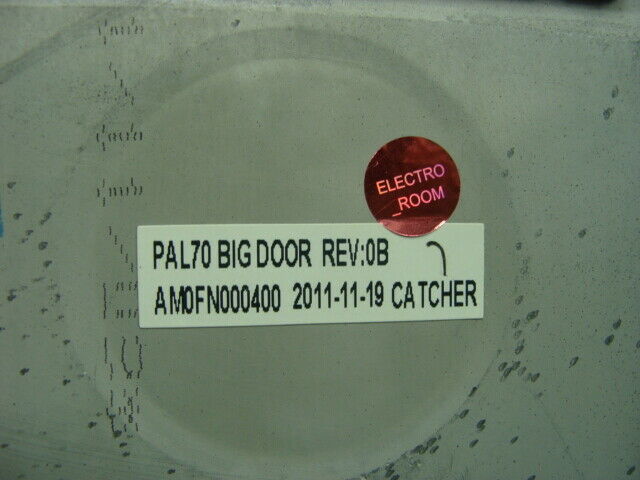 ELECTRO
_ROOM
PAL70 BIG DOOR REV:0B
AM0FN000400 2011-11-19 CATCHER